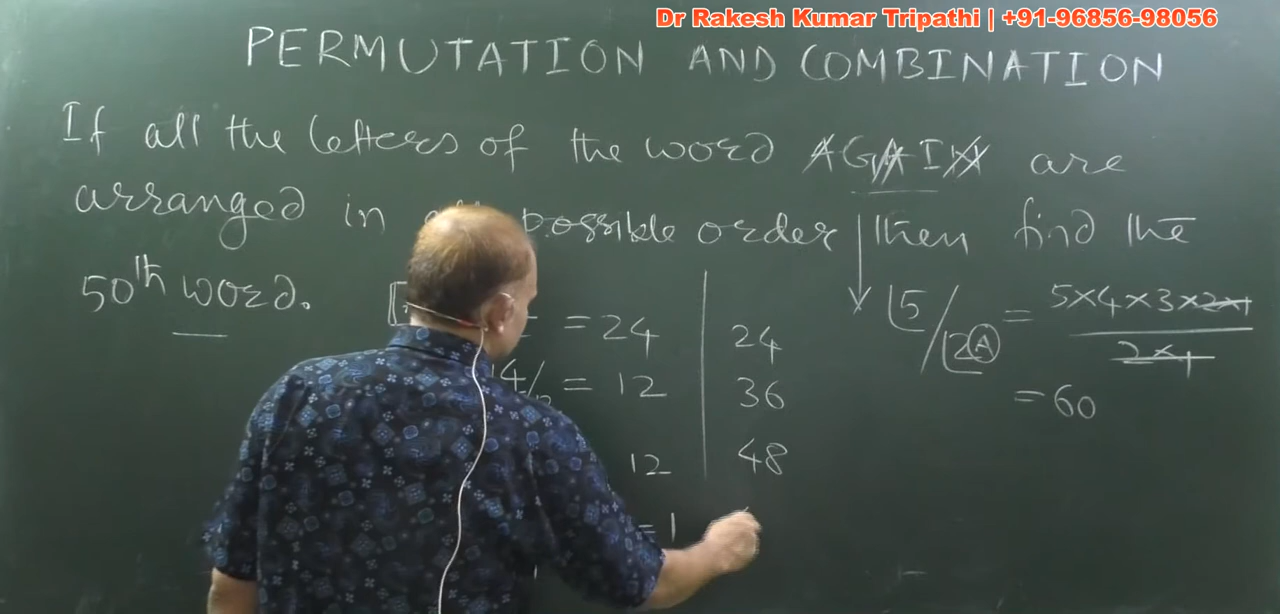 Dr Rakesh Kumar Tripathi | +91-96856-98056
PERMUTATION AND COMBINATION
If all the letters of the word AGAIN are
arranged in possible order, then find the
50th word.
= 24 24
4/ = 12 36
12 48
= 1
5/2 A = 5×4×3×2×1
2×1
= 60